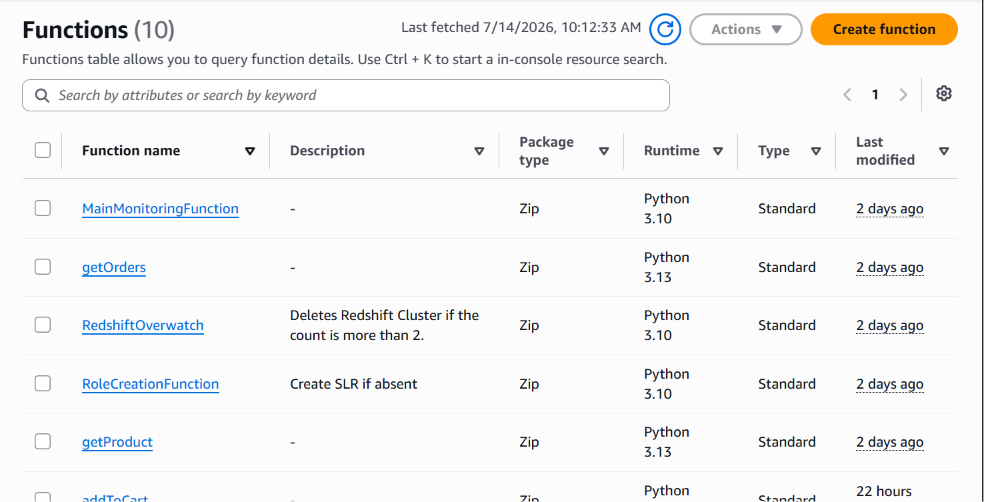 Functions (10)
Last fetched 7/14/2026, 10:12:33 AM
Actions
Create function
Functions table allows you to query function details. Use Ctrl + K to start a in-console resource search.
Search by attributes or search by keyword
1
Function name
Description
Package
type
Runtime
Type
Last
modified
MainMonitoringFunction
-
Zip
Python
3.10
Standard
2 days ago
getOrders
-
Zip
Python
3.13
Standard
2 days ago
RedshiftOverwatch
Deletes Redshift Cluster if the
count is more than 2.
Zip
Python
3.10
Standard
2 days ago
RoleCreationFunction
Create SLR if absent
Zip
Python
3.10
Standard
2 days ago
getProduct
-
Zip
Python
3.13
Standard
2 days ago
addToCart
-
Zip
Python
Standard
22 hours